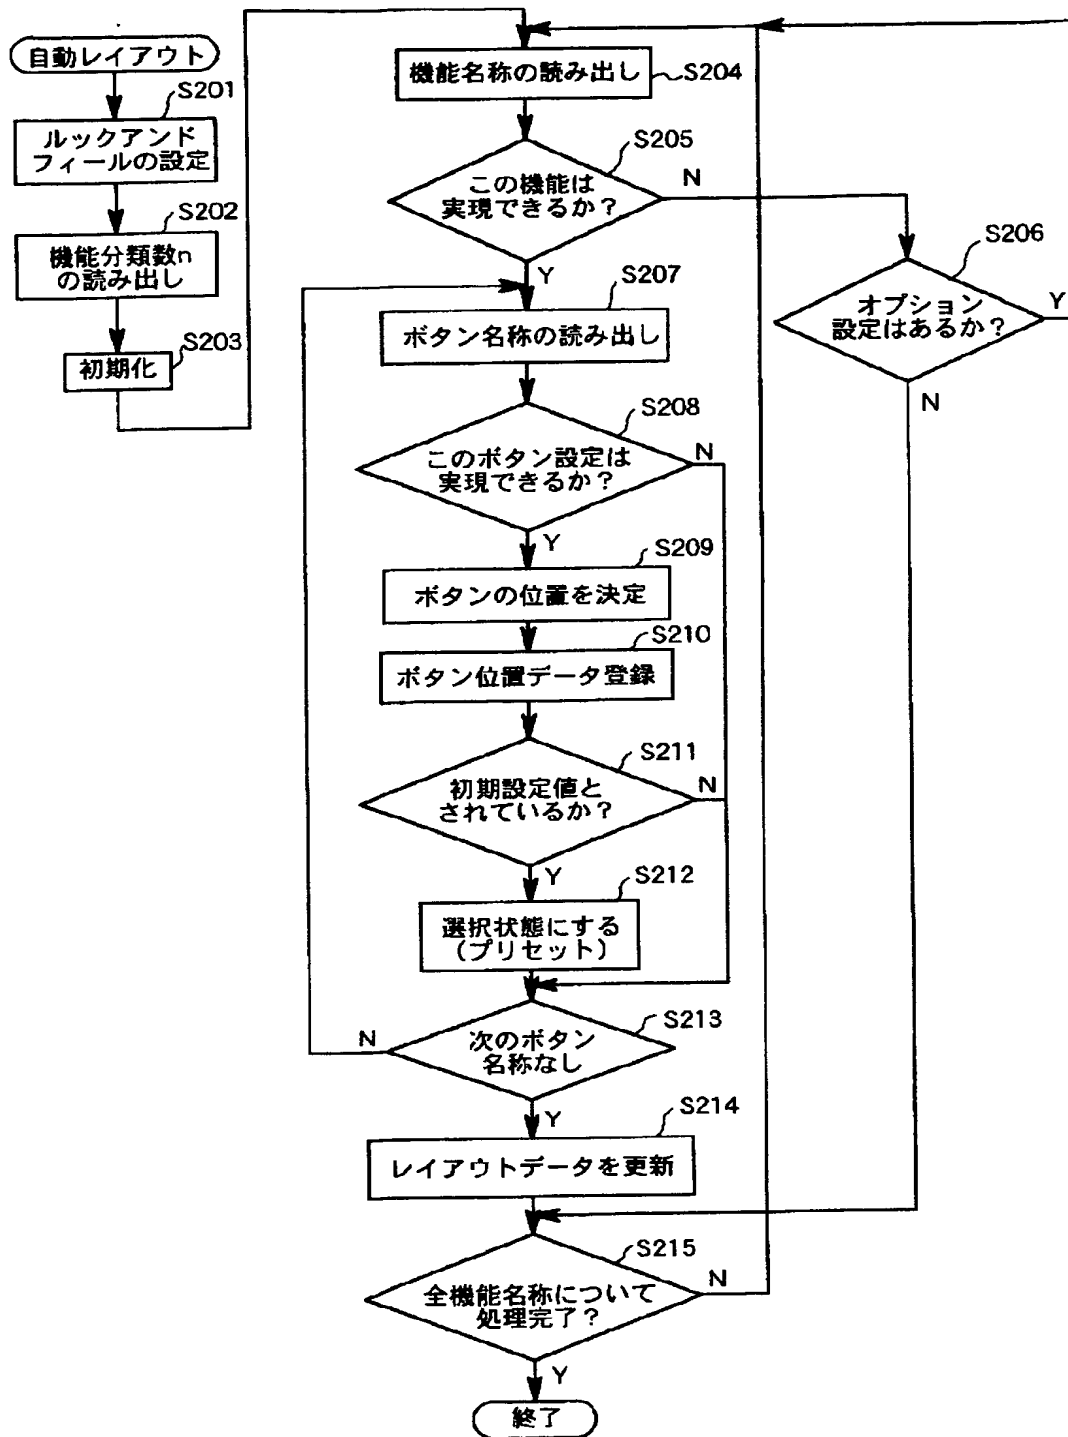 自動レイアウト
S201
ルックアンド
フィールの設定
S202
機能分類数n
の読み出し
S203
初期化
機能名称の読み出し
S204
S205
この機能は
実現できるか？
N
Y
S206
オプション
設定はあるか？
Y
N
S207
ボタン名称の読み出し
S208
このボタン設定は
実現できるか？
N
Y
S209
ボタンの位置を決定
S210
ボタン位置データ登録
S211
初期設定値と
されているか？
N
Y
S212
選択状態にする
（プリセット）
S213
次のボタン
名称なし
N
Y
S214
レイアウトデータを更新
S215
全機能名称について
処理完了？
N
Y
終了